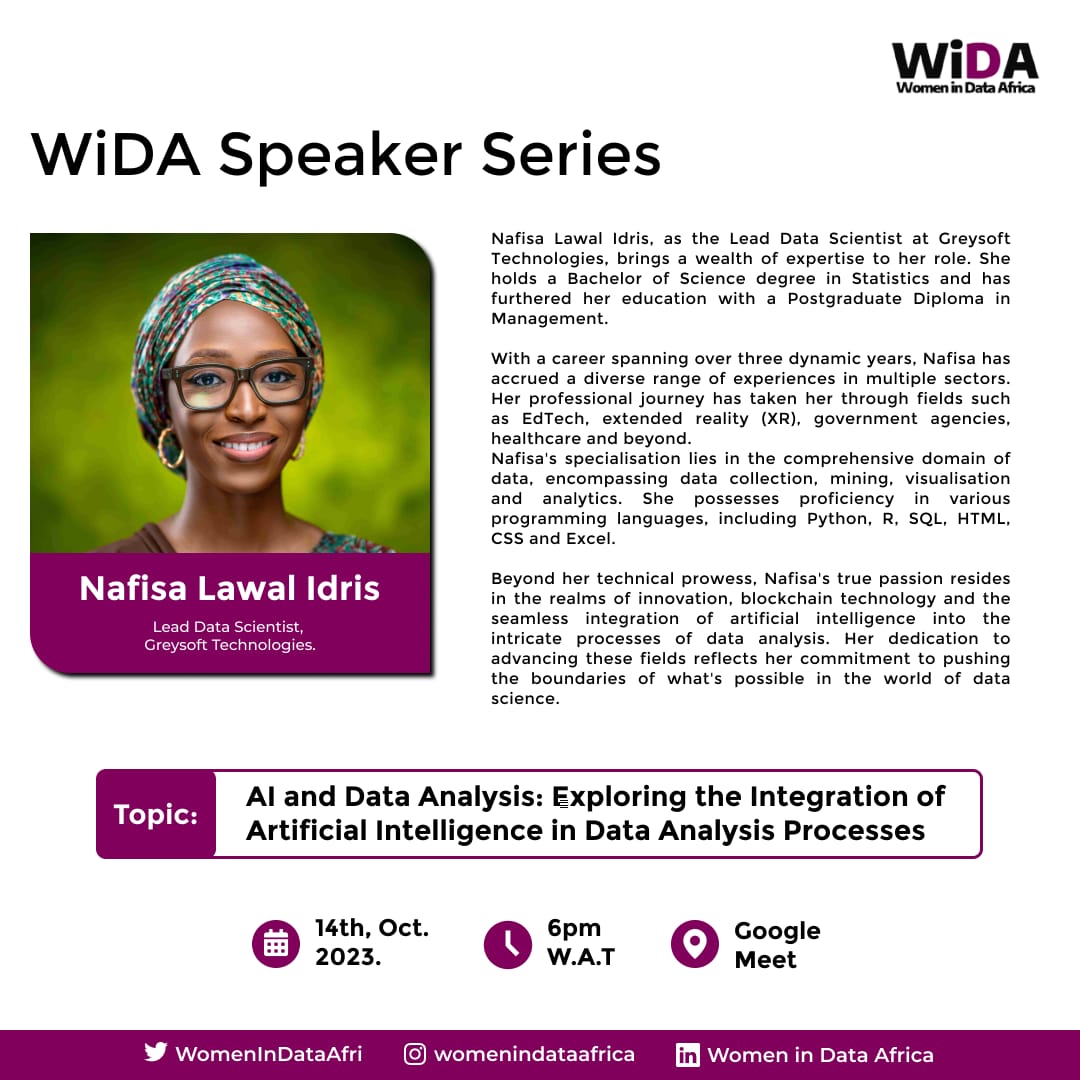 WiDA
Women in Data Africa
WiDA Speaker Series
Nafisa Lawal Idris
Lead Data Scientist,
Greysoft Technologies.
Nafisa Lawal Idris, as the Lead Data Scientist at Greysoft
Technologies, brings a wealth of expertise to her role. She
holds a Bachelor of Science degree in Statistics and has
furthered her education with a Postgraduate Diploma in
Management.
With a career spanning over three dynamic years, Nafisa has
accrued a diverse range of experiences in multiple sectors.
Her professional journey has taken her through fields such
as EdTech, extended reality (XR), government agencies,
healthcare and beyond.
Nafisa's specialisation lies in the comprehensive domain of
data, encompassing data collection, mining, visualisation
and analytics. She possesses proficiency in various
programming languages, including Python, R, SQL, HTML,
CSS and Excel.
Beyond her technical prowess, Nafisa's true passion resides
in the realms of innovation, blockchain technology and the
seamless integration of artificial intelligence into the
intricate processes of data analysis. Her dedication to
advancing these fields reflects her commitment to pushing
the boundaries of what's possible in the world of data
science.
Topic:
AI and Data Analysis: Exploring the Integration of
Artificial Intelligence in Data Analysis Processes
14th, Oct.
2023.
6pm
W.A.T
Google
Meet
WomenInDataAfri
womenindataafrica
Women in Data Africa